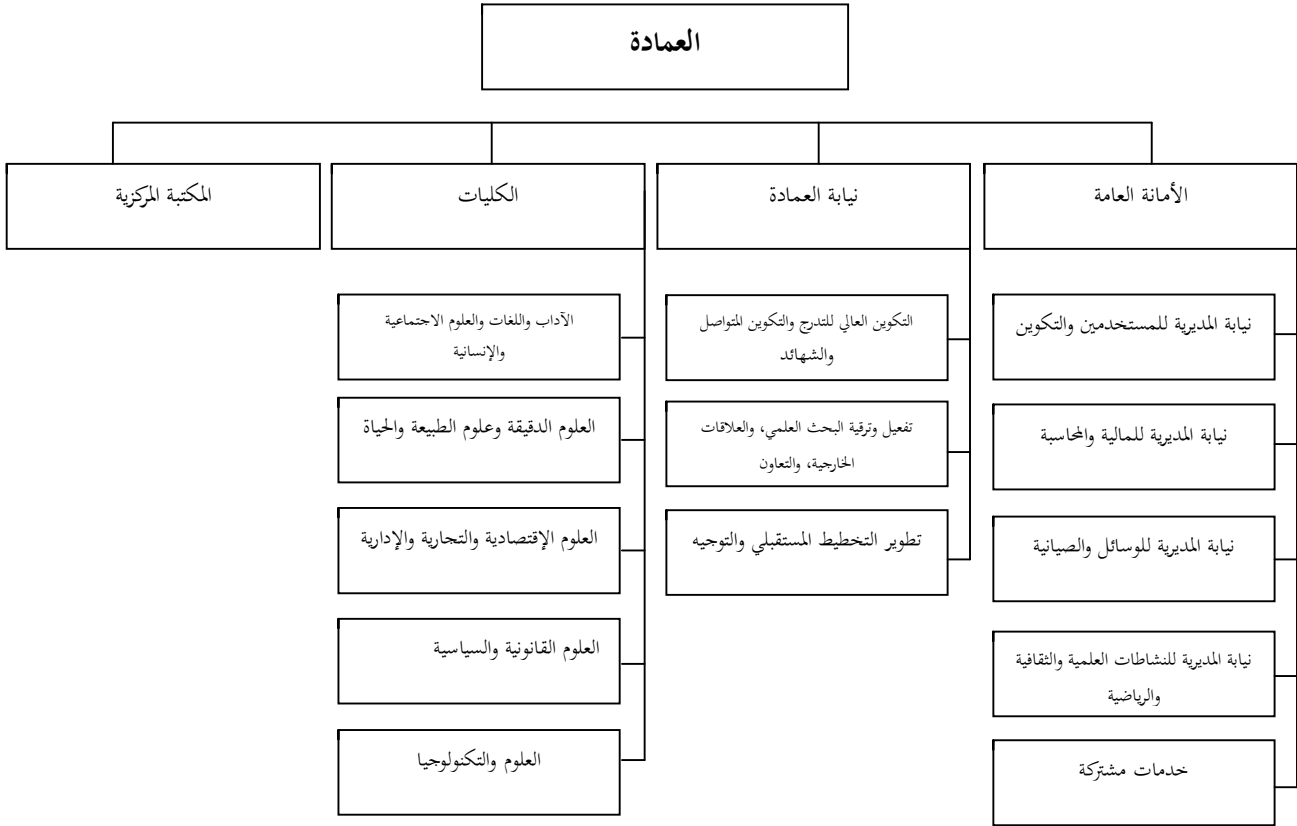 العمادة
الأمانة العامة
نيابة العمادة
الكليات
المكتبة المركزية
نيابة المديرية للمستخدمين والتكوين
نيابة المديرية للمالية والمحاسبة
نيابة المديرية للوسائل والصيانية
نيابة المديرية للنشاطات العلمية والثقافية
والرياضية
خدمات مشتركة
التكوين العالي للتدرج والتكوين المتواصل
والشهائد
تفعيل وترقية البحث العلمي، والعلاقات
الخارجية، والتعاون
تطوير التخطيط المستقبلي والتوجيه
الآداب واللغات والعلوم الاجتماعية
والإنسانية
العلوم الدقيقة وعلوم الطبيعة والحياة
العلوم الإقتصادية والتجارية والإدارية
العلوم القانونية والسياسية
العلوم والتكنولوجيا